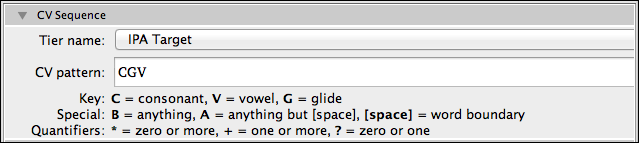 CV Sequence
Tier name: IPA Target
CV pattern: CGV
Key: C = consonant, V = vowel, G = glide
Special: B = anything, A = anything but [space], [space] = word boundary
Quantifiers: * = zero or more, + = one or more, ? = zero or one